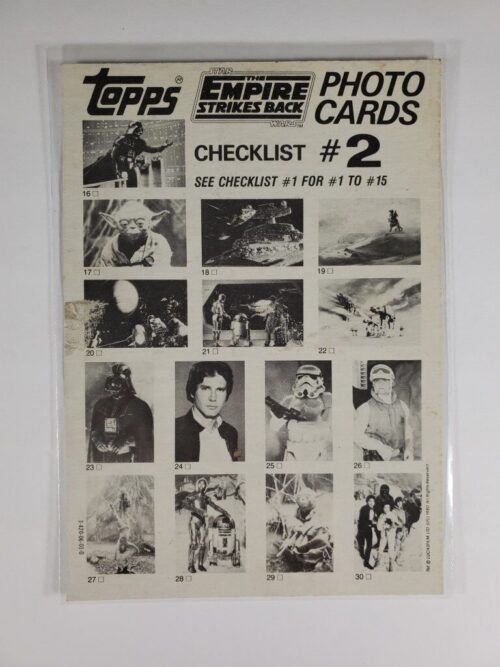 TOPPS ®
STAR
THE
EMPIRE
STRIKES BACK
WARS
PHOTO
CARDS
CHECKLIST #2
SEE CHECKLIST #1 FOR #1 TO #15
16
17
18
19
20
21
22
23
24
25
26
27
28
29
30